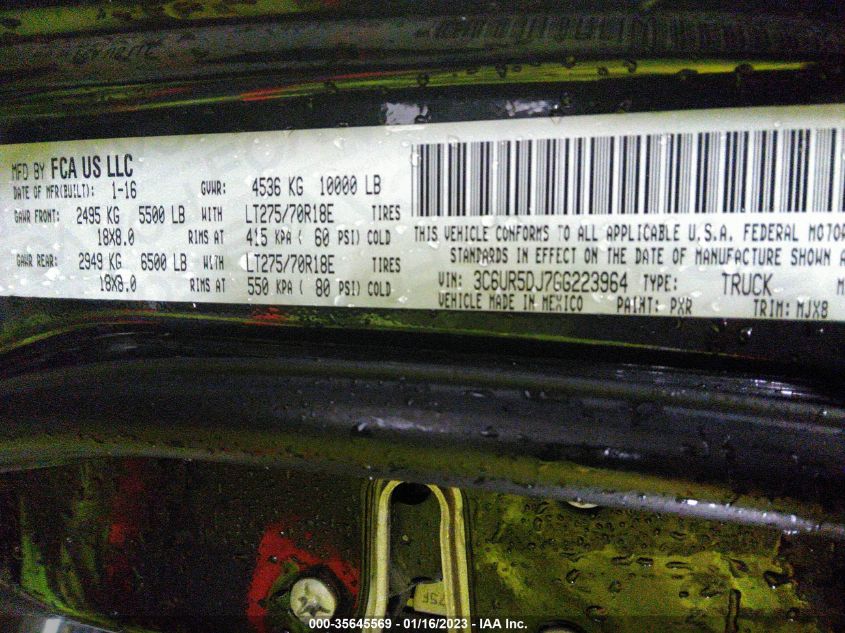 MFD BY FCA US LLC
DATE OF MFR(BUILT): 1-16 GVWR: 4536 KG 10000 LB
GAWR FRONT: 2495 KG 5500 LB WITH LT275/70R18E TIRES
18X8.0 RIMS AT 415 KPA ( 60 PSI) COLD
GAWR REAR: 2949 KG 6500 LB WITH LT275/70R18E TIRES
18X8.0 RIMS AT 550 KPA ( 80 PSI) COLD
THIS VEHICLE CONFORMS TO ALL APPLICABLE U.S.A. FEDERAL MOTOR
STANDARDS IN EFFECT ON THE DATE OF MANUFACTURE SHOWN A
VIN: 3C6UR5DJ7GG223964 TYPE: TRUCK M
VEHICLE MADE IN MEXICO PAINT: PXR TRIM: MJX8
000-35645569 - 01/16/2023 - IAA Inc.